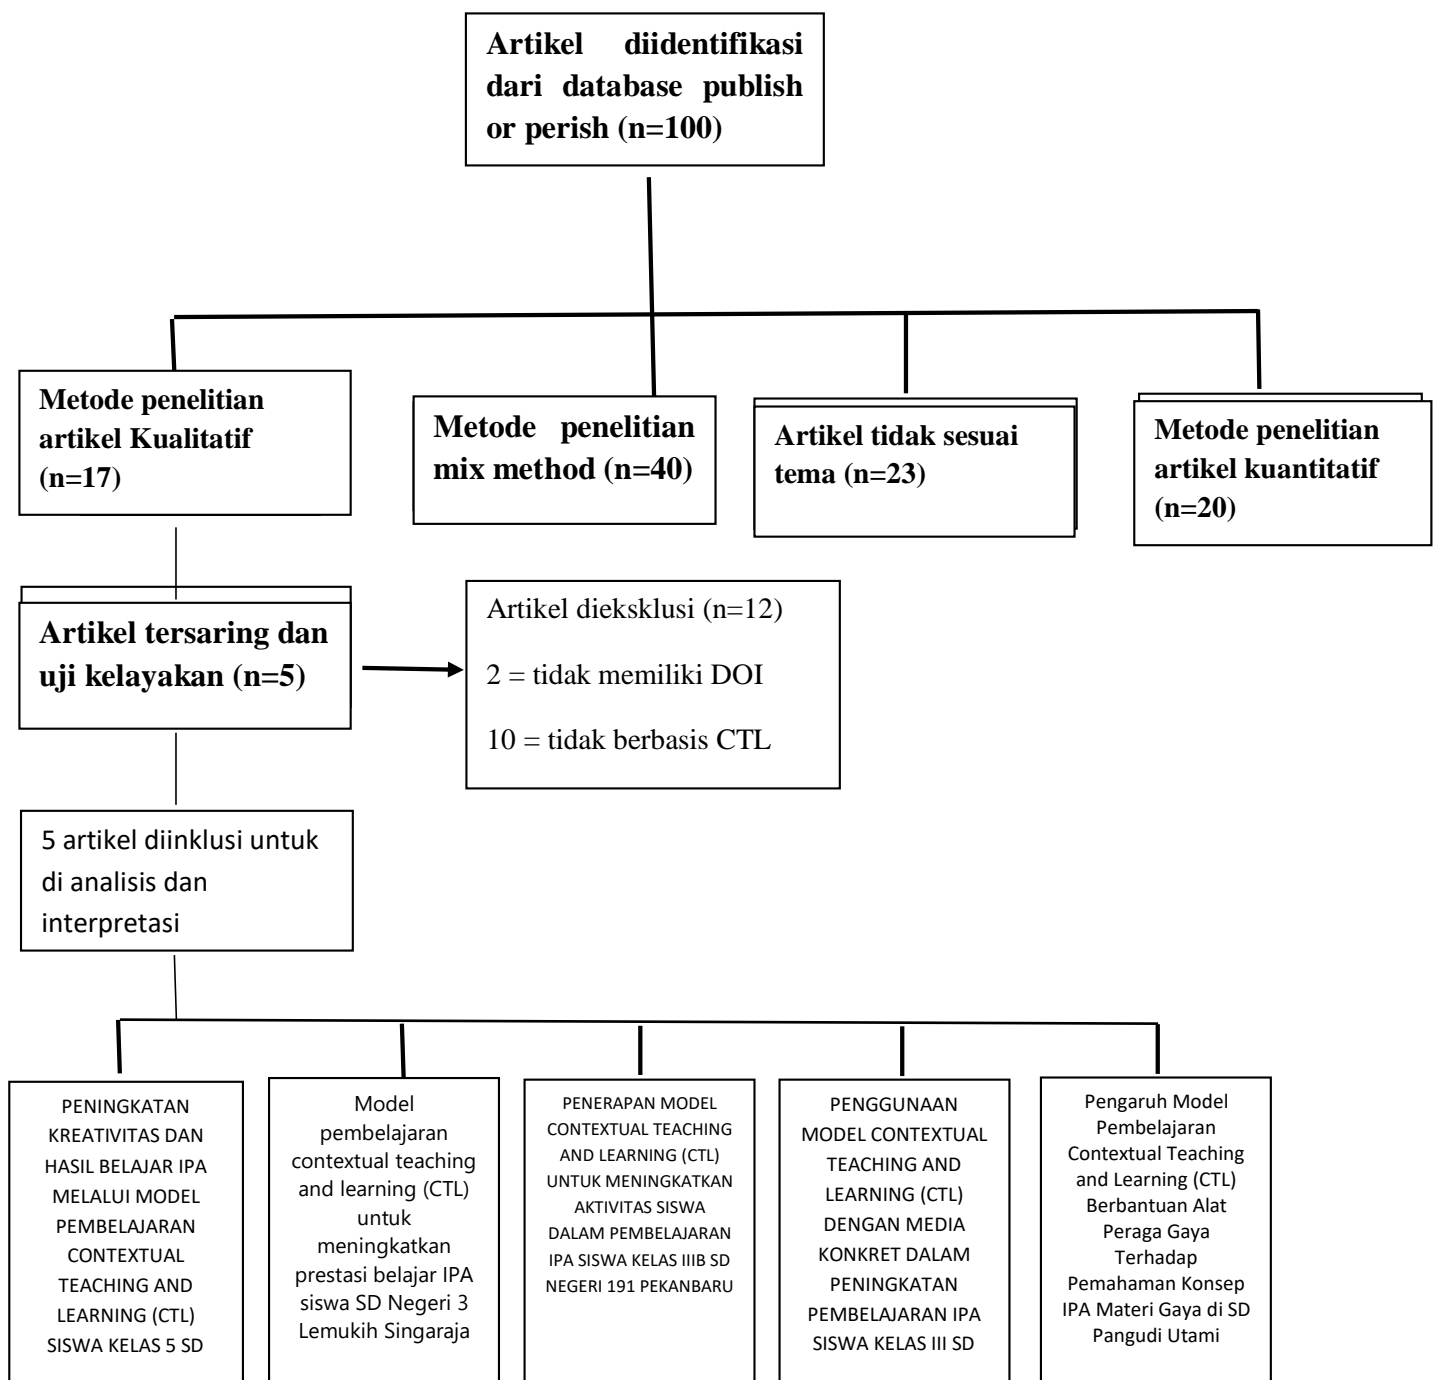 Artikel diidentifikasi
dari database publish
or perish (n=100)
Metode penelitian
artikel Kualitatif
(n=17)
Metode penelitian
mix method (n=40)
Artikel tidak sesuai
tema (n=23)
Metode penelitian
artikel kuantitatif
(n=20)
Artikel tersaring dan
uji kelayakan (n=5)
Artikel dieksklusi (n=12)
2 = tidak memiliki DOI
10 = tidak berbasis CTL
5 artikel diinklusi untuk
di analisis dan
interpretasi
PENINGKATAN
KREATIVITAS DAN
HASIL BELAJAR IPA
MELALUI MODEL
PEMBELAJARAN
CONTEXTUAL
TEACHING AND
LEARNING (CTL)
SISWA KELAS 5 SD
Model
pembelajaran
contextual teaching
and learning (CTL)
untuk
meningkatkan
prestasi belajar IPA
siswa SD Negeri 3
Lemukih Singaraja
PENERAPAN MODEL
CONTEXTUAL TEACHING
AND LEARNING (CTL)
UNTUK MENINGKATKAN
AKTIVITAS SISWA
DALAM PEMBELAJARAN
IPA SISWA KELAS IIIB SD
NEGERI 191 PEKANBARU
PENGGUNAAN
MODEL CONTEXTUAL
TEACHING AND
LEARNING (CTL)
DENGAN MEDIA
KONKRET DALAM
PENINGKATAN
PEMBELAJARAN IPA
SISWA KELAS III SD
Pengaruh Model
Pembelajaran
Contextual Teaching
and Learning (CTL)
Berbantuan Alat
Peraga Gaya
Terhadap
Pemahaman Konsep
IPA Materi Gaya di SD
Pangudi Utami